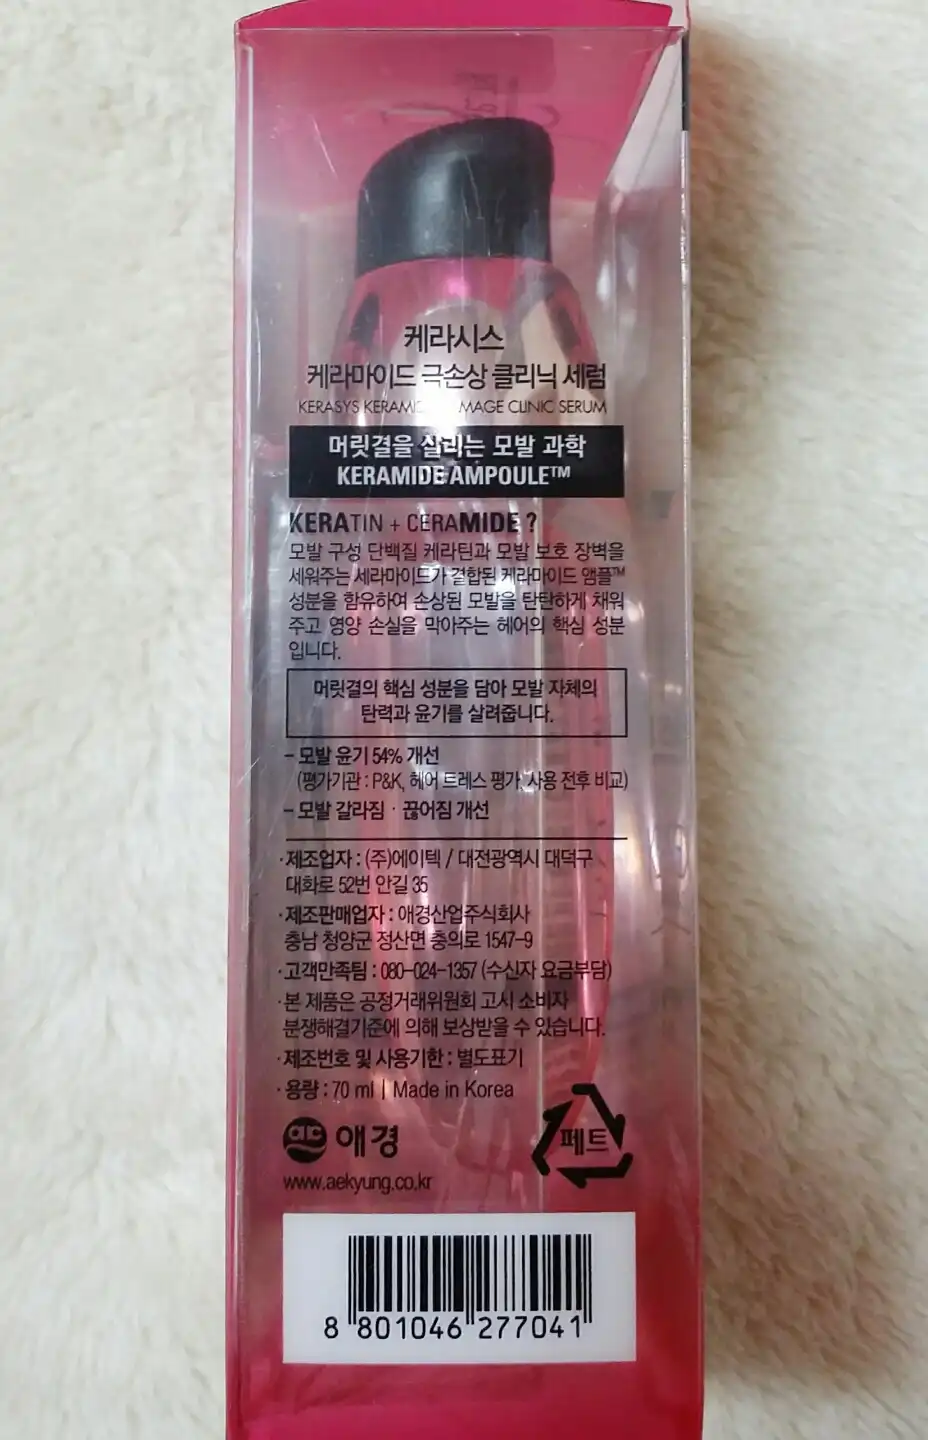 케라시스
케라마이드 극손상 클리닉 세럼
KERASYS MAGE CLINIC SERUM
머릿결을 살리는 모발 과학
KERAMIDE AMPOULE™
KERATIN + CERAMIDE ?
모발 구성 단백질 케라틴과 모발 보호 장벽을
세워주는 세라마이드가 결합된 케라마이드 앰플™
성분을 함유하여 손상된 모발을 탄탄하게 채워
주고 영양 손실을 막아주는 헤어의 핵심 성분
입니다.
머릿결의 핵심 성분을 담아 모발 자체의
탄력과 윤기를 살려줍니다.
- 모발 윤기 54% 개선
(평가기관 : P&K, 헤어 트레스 평가, 사용 전후 비교)
- 모발 갈라짐 · 끊어짐 개선
· 제조업자 : (주)에이텍 / 대전광역시 대덕구
대화로 52번 안길 35
· 제조판매업자 : 애경산업주식회사
충남 청양군 정산면 충의로 1547-9
· 고객만족팀 : 080-024-1357 (수신자 요금부담)
· 본 제품은 공정거래위원회 고시 소비자
분쟁해결기준에 의해 보상받을 수 있습니다.
· 제조번호 및 사용기한 : 별도표기
· 용량 : 70 ml | Made in Korea
애경
페트
www.aekyung.co.kr
8 801046 277041